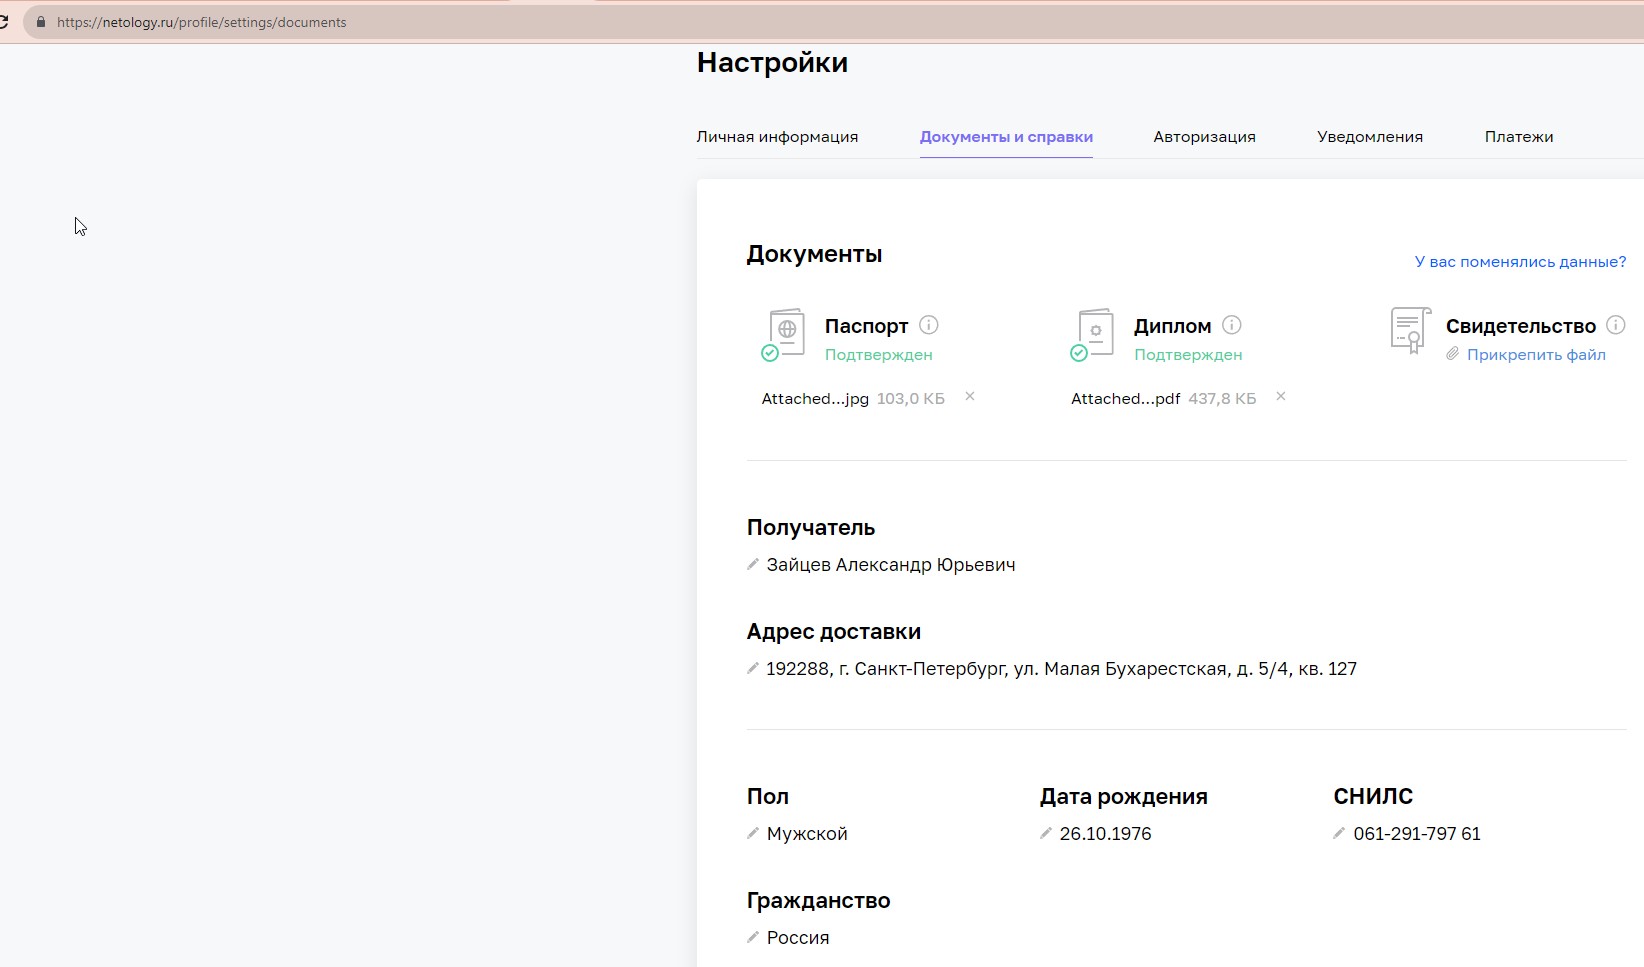 https://netology.ru/profile/settings/documents
Настройки
Личная информация Документы и справки Авторизация Уведомления Платежи
Документы
У вас поменялись данные?
Паспорт Диплом Свидетельство
Подтвержден Подтвержден Прикрепить файл
Attached...jpg 103,0 КБ Attached...pdf 437,8 КБ
Получатель
Зайцев Александр Юрьевич
Адрес доставки
192288, г. Санкт-Петербург, ул. Малая Бухарестская, д. 5/4, кв. 127
Пол Дата рождения СНИЛС
Мужской 26.10.1976 061-291-797 61
Гражданство
Россия